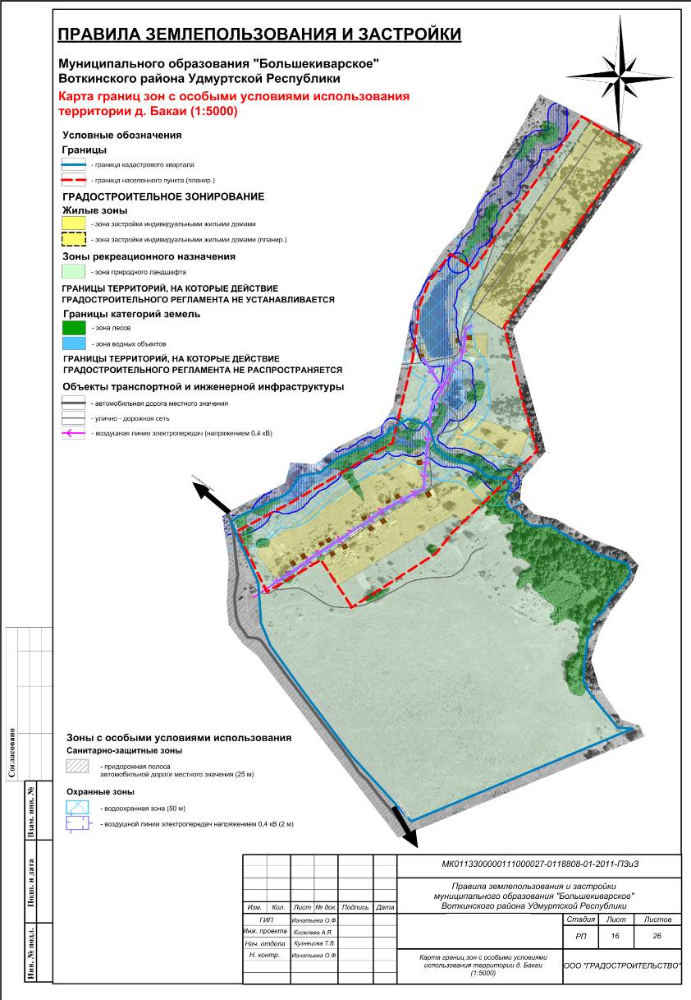 ПРАВИЛА ЗЕМЛЕПОЛЬЗОВАНИЯ И ЗАСТРОЙКИ
Муниципального образования "Большекиварское"
Воткинского района Удмуртской Республики
Карта границ зон с особыми условиями использования
территории д. Бакаи (1:5000)
Условные обозначения
Границы
- граница кадастрового квартала
- граница населенного пункта (планир.)
ГРАДОСТРОИТЕЛЬНОЕ ЗОНИРОВАНИЕ
Жилые зоны
- зона застройки индивидуальными жилыми домами
- зона застройки индивидуальными жилыми домами (планир.)
Зоны рекреационного назначения
- зона природного ландшафта
ГРАНИЦЫ ТЕРРИТОРИЙ, НА КОТОРЫЕ ДЕЙСТВИЕ
ГРАДОСТРОИТЕЛЬНОГО РЕГЛАМЕНТА НЕ УСТАНАВЛИВАЕТСЯ
Границы категорий земель
- зона лесов
- зона водных объектов
ГРАНИЦЫ ТЕРРИТОРИЙ, НА КОТОРЫЕ ДЕЙСТВИЕ
ГРАДОСТРОИТЕЛЬНОГО РЕГЛАМЕНТА НЕ РАСПРОСТРАНЯЕТСЯ
Объекты транспортной и инженерной инфраструктуры
- автомобильная дорога местного значения
- улично - дорожная сеть
- воздушная линия электропередач (напряжением 0,4 кВ)
Зоны с особыми условиями использования
Санитарно-защитные зоны
- придорожная полоса
автомобильной дороги местного значения (25 м)
Охранные зоны
- водоохранная зона (50 м)
- воздушной линии электропередач напряжением 0,4 кВ (2 м)
Согласовано
Взам. инв. №
Подп. и дата
Инв. № подл.
МК0113300000111000027-0118808-01-2011-ПЗиЗ
Правила землепользования и застройки
муниципального образования "Большекиварское"
Воткинского района Удмуртской Республики
Изм. Кол. Лист № док. Подпись Дата
ГИП Игнатьева О.Ф.
Инж. проекта Киселева А.Я.
Нач. отдела Кузнецова Т.В.
Н. контр. Игнатьева О.Ф.
Стадия Лист Листов
РП 16 26
Карта границ зон с особыми условиями
использования территории д. Бакаи
(1:5000)
ООО "ГРАДОСТРОИТЕЛЬСТВО"